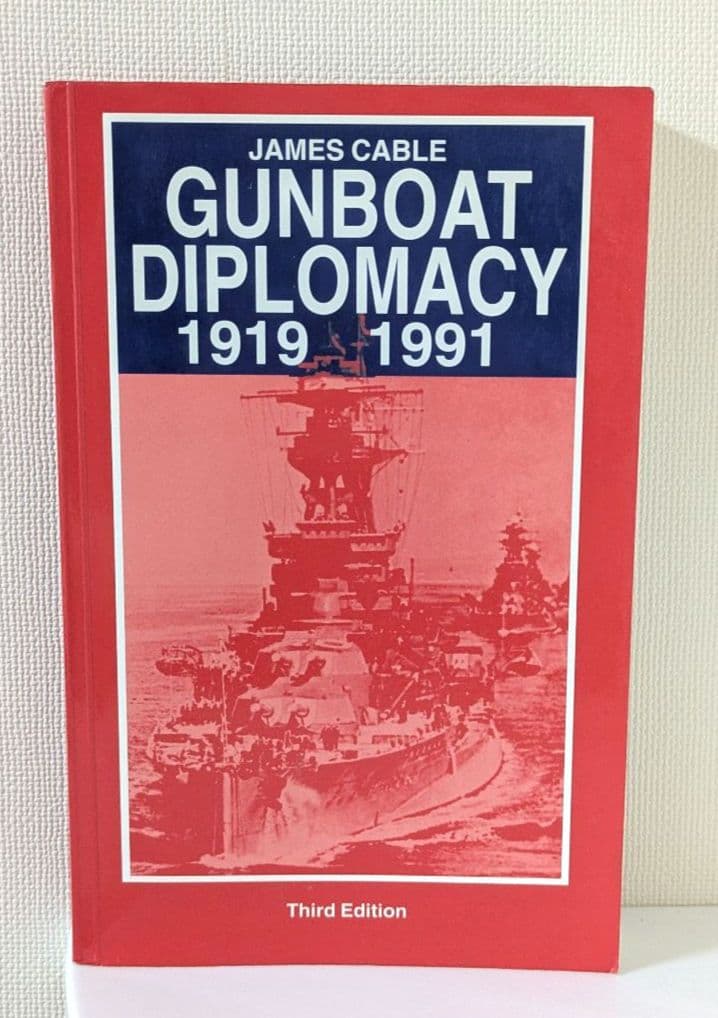 JAMES CABLE
GUNBOAT
DIPLOMACY
1919 1991
Third Edition